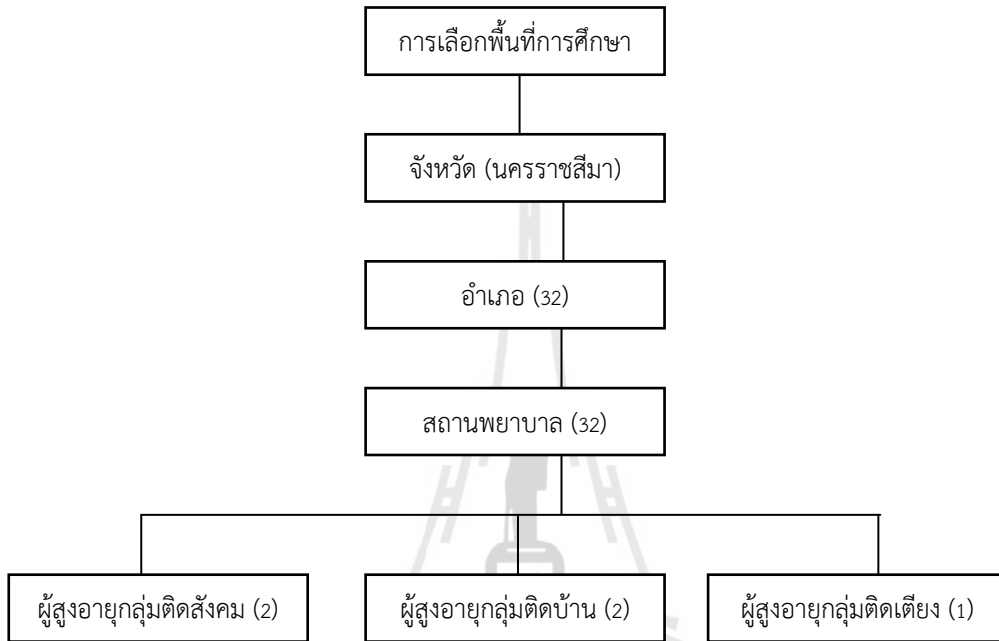 การเลือกพื้นที่การศึกษา
จังหวัด (นครราชสีมา)
อำเภอ (32)
สถานพยาบาล (32)
ผู้สูงอายุกลุ่มติดสังคม (2)
ผู้สูงอายุกลุ่มติดบ้าน (2)
ผู้สูงอายุกลุ่มติดเตียง (1)